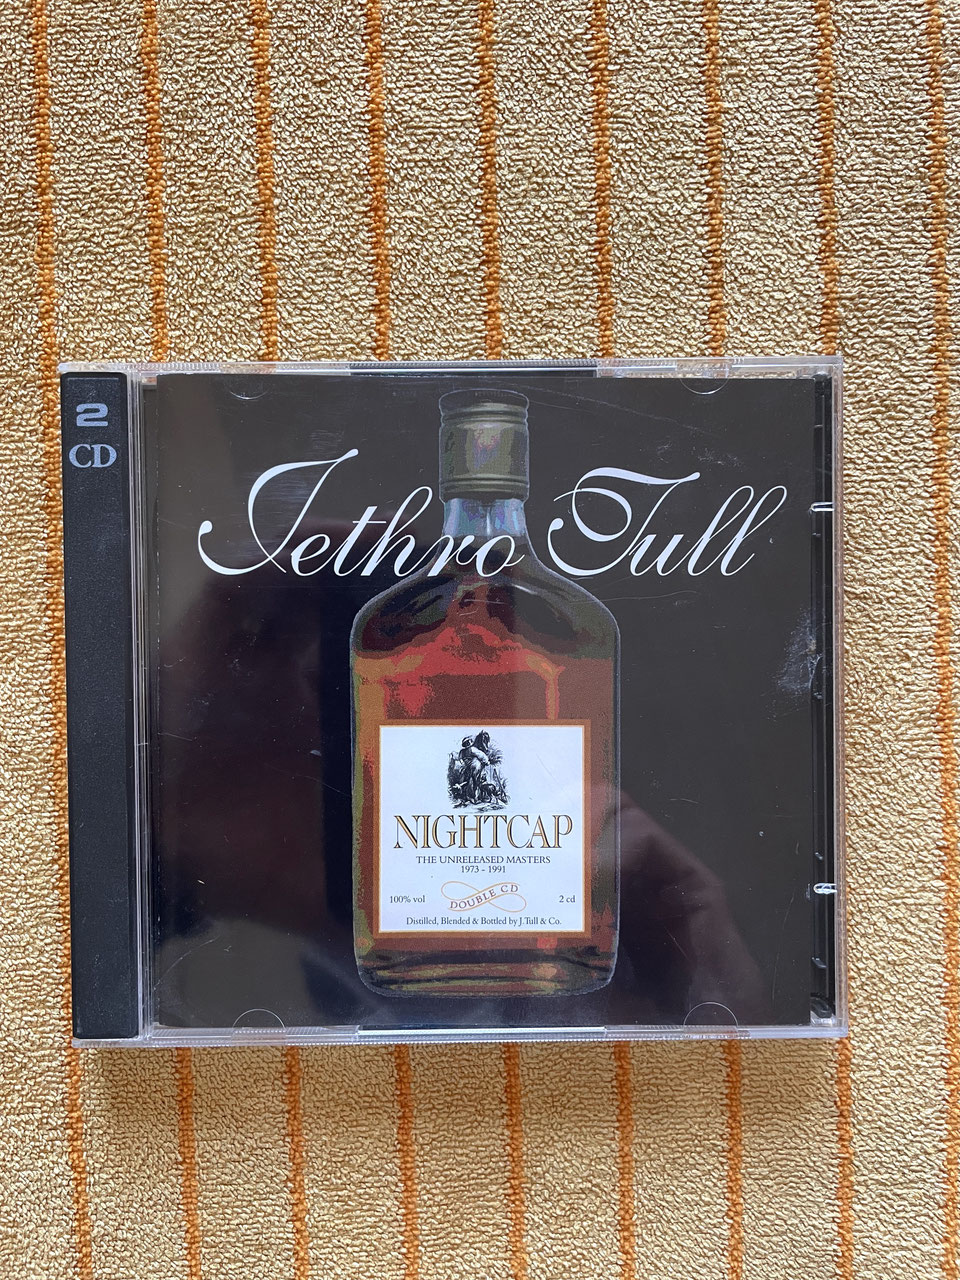 2
CD
Jethro Tull
NIGHTCAP
THE UNRELEASED MASTERS
1973 - 1991
100% vol
DOUBLE CD
2 cd
Distilled, Blended & Bottled by J.Tull & Co.